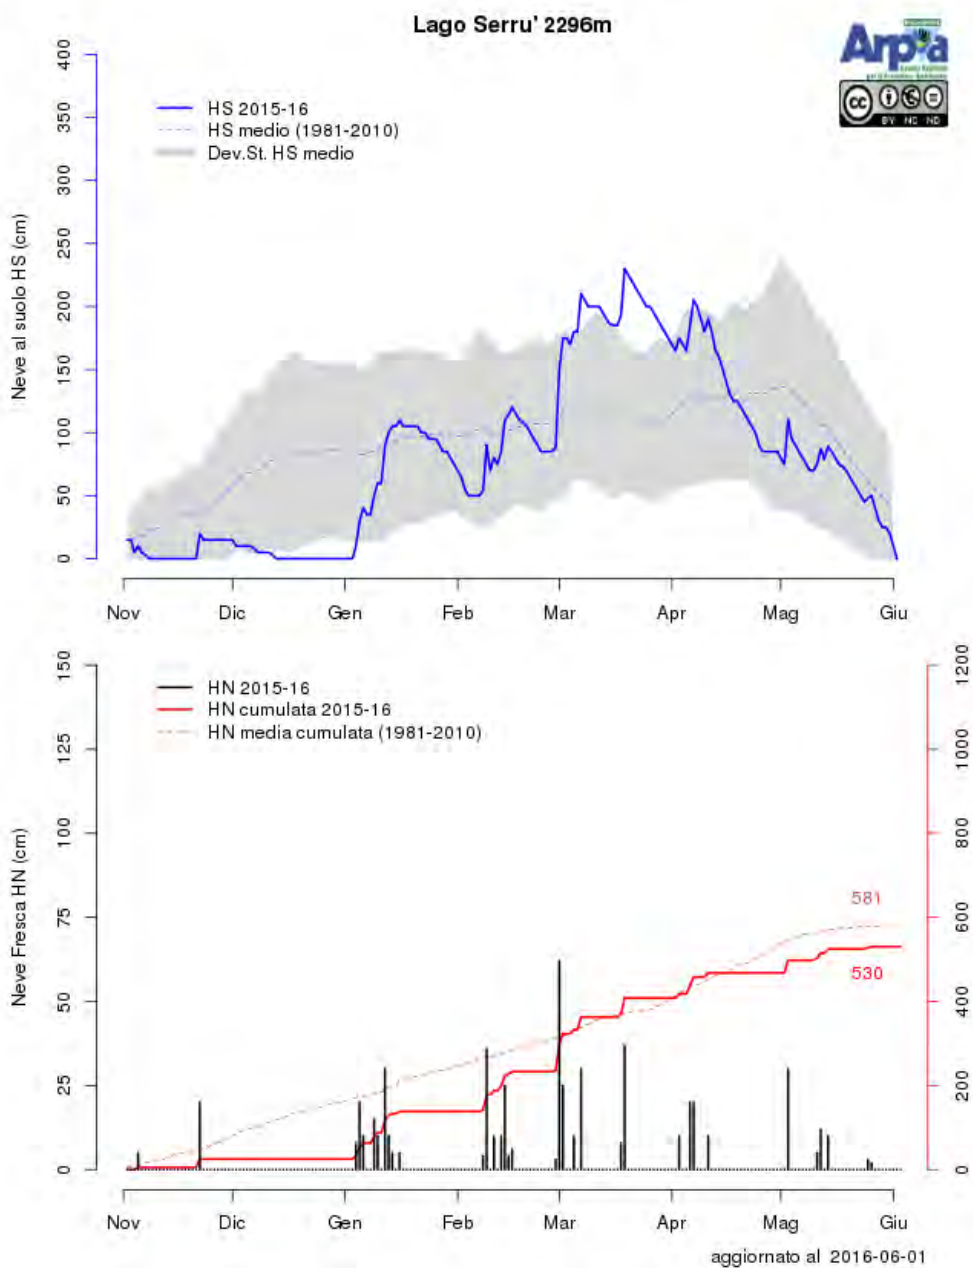 Lago Serru' 2296m
Arpa
cc
BY NC ND
HS 2015-16
HS medio (1981-2010)
Dev.St. HS medio
Neve al suolo HS (cm)
400
350
300
250
200
150
100
50
0
Nov Dic Gen Feb Mar Apr Mag Giu
HN 2015-16
HN cumulata 2015-16
HN media cumulata (1981-2010)
Neve Fresca HN (cm)
150
125
100
75
50
25
0
1200
1000
800
600
400
200
0
581
530
Nov Dic Gen Feb Mar Apr Mag Giu
aggiornato al 2016-06-01